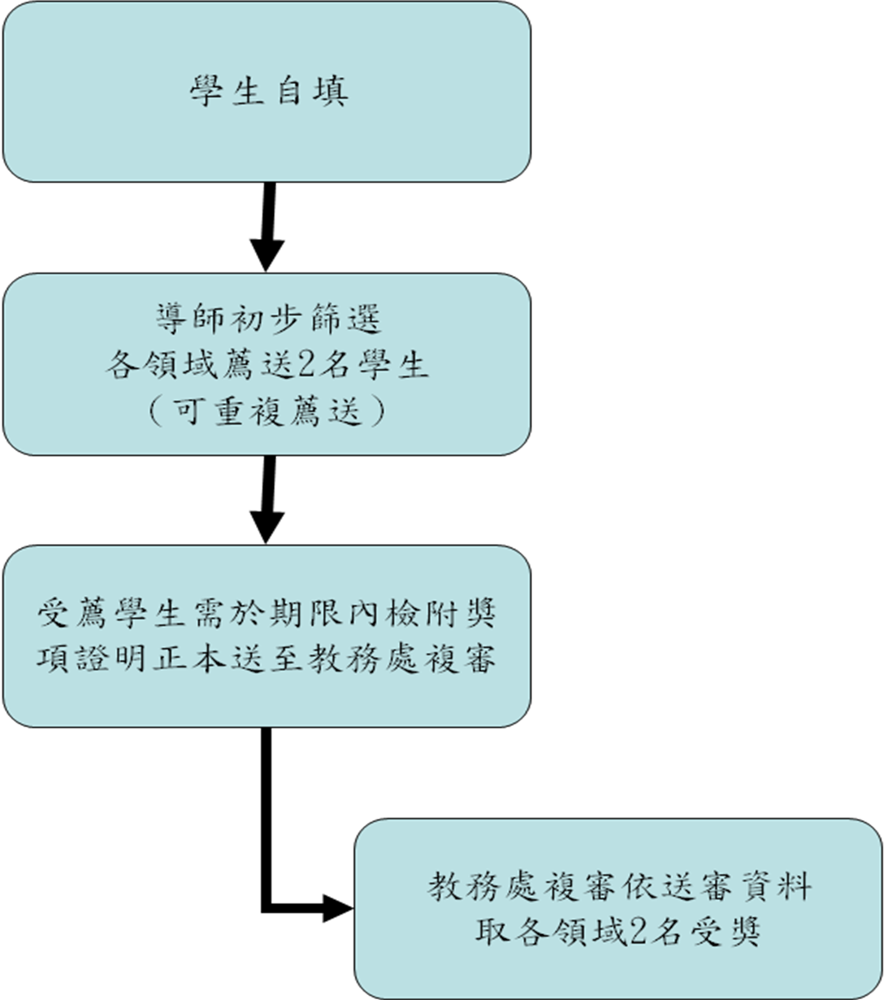 學生自填
導師初步篩選
各領域薦送2名學生
（可重複薦送）
受薦學生需於期限內檢附獎
項證明正本送至教務處複審
教務處複審依送審資料
取各領域2名受獎